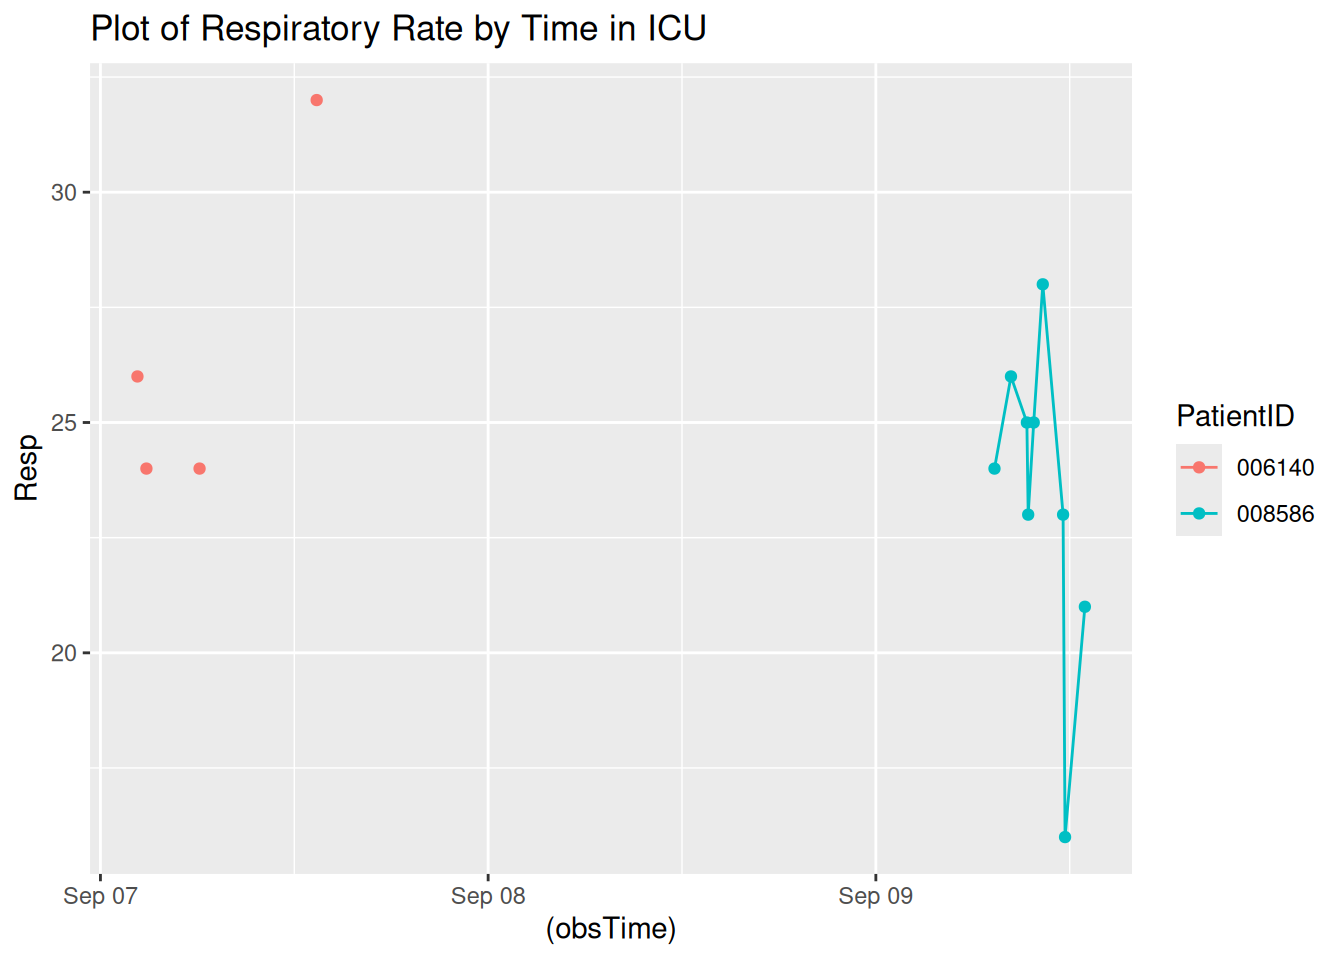 Plot of Respiratory Rate by Time in ICU
30
25
20
Resp
Sep 07
Sep 08
Sep 09
(obsTime)
PatientID
006140
008586